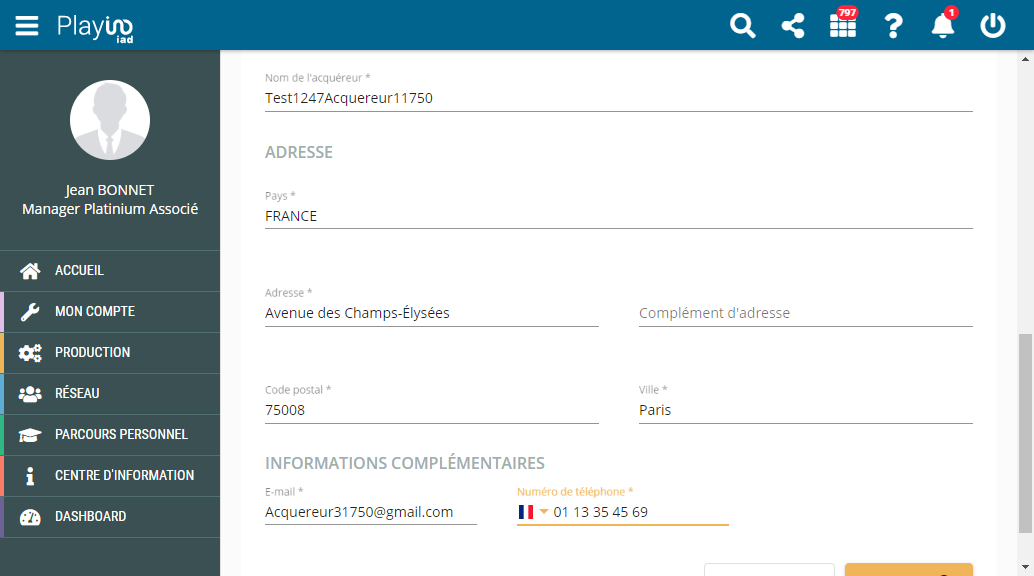 Playiad
iad
797
1
Jean BONNET
Manager Platinium Associé
ACCUEIL
MON COMPTE
PRODUCTION
RÉSEAU
PARCOURS PERSONNEL
CENTRE D'INFORMATION
DASHBOARD
Nom de l'acquéreur *
Test1247Acquereur11750
ADRESSE
Pays *
FRANCE
Adresse *
Avenue des Champs-Élysées
Complément d'adresse
Code postal *
75008
Ville *
Paris
INFORMATIONS COMPLÉMENTAIRES
E-mail *
Acquereur31750@gmail.com
Numéro de téléphone *
01 13 35 45 69